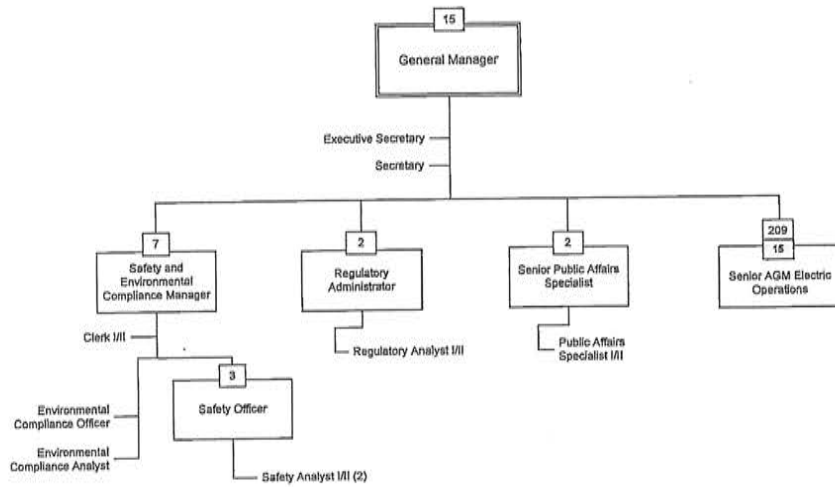 15
General Manager
Executive Secretary
Secretary
7
Safety and
Environmental
Compliance Manager
2
Regulatory
Administrator
2
Senior Public Affairs
Specialist
209
15
Senior AGM Electric
Operations
Clerk I/II
Regulatory Analyst I/II
Public Affairs
Specialist I/II
3
Safety Officer
Environmental
Compliance Officer
Environmental
Compliance Analyst
Safety Analyst I/II (2)